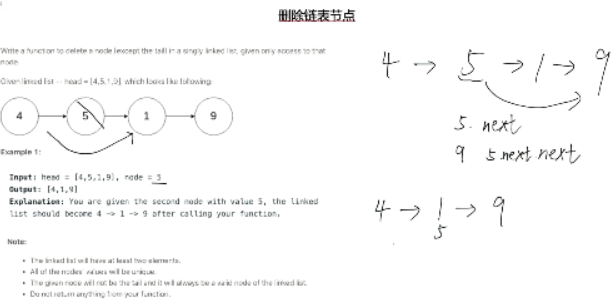 删除链表节点
Write a function to delete a node (except the tail) in a singly linked list, given only access to that
node.
Given linked list -- head = [4,5,1,9], which looks like following:
4 5 1 9
Example 1:
Input: head = [4,5,1,9], node = 5
Output: [4,1,9]
Explanation: You are given the second node with value 5, the linked
list should become 4 -> 1 -> 9 after calling your function.
Note:
• The linked list will have at least two elements.
• All of the nodes' values will be unique.
• The given node will not be the tail and it will always be a valid node of the linked list.
• Do not return anything from your function.
4 → 5 → 1 → 9
5. next
9 5 next next
4 → 1 → 9
5